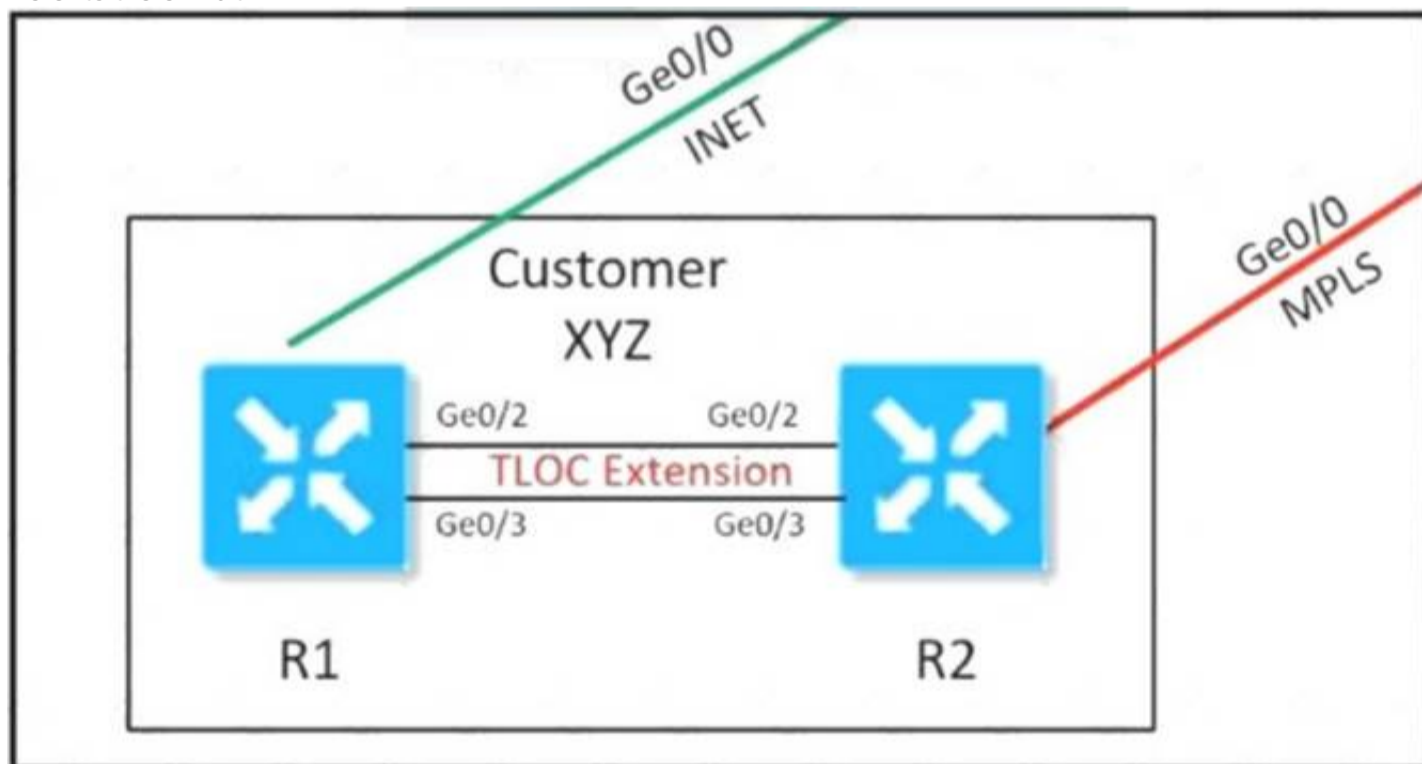 Ge0/0
INET
Ge0/0
MPLS
Customer
XYZ
Ge0/2
Ge0/2
TLOC Extension
Ge0/3
Ge0/3
R1
R2